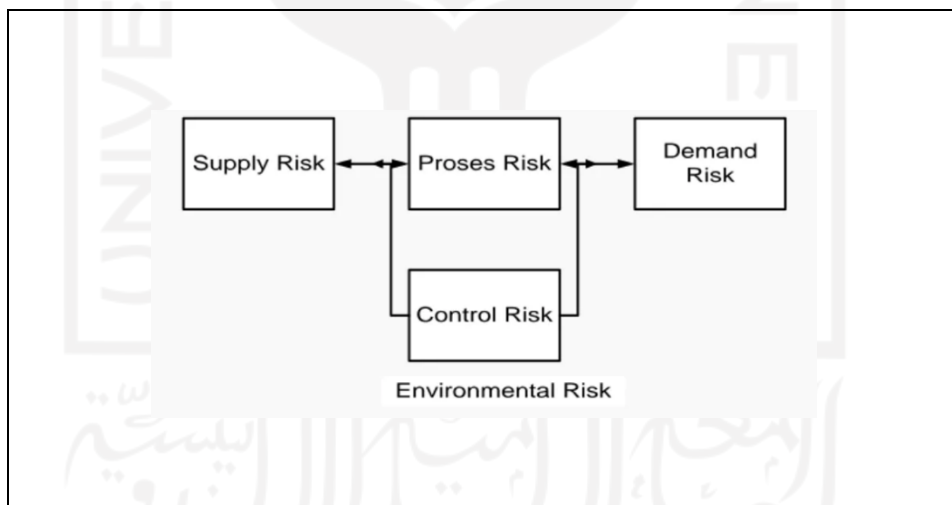 Supply Risk
Proses Risk
Demand
Risk
Control Risk
Environmental Risk